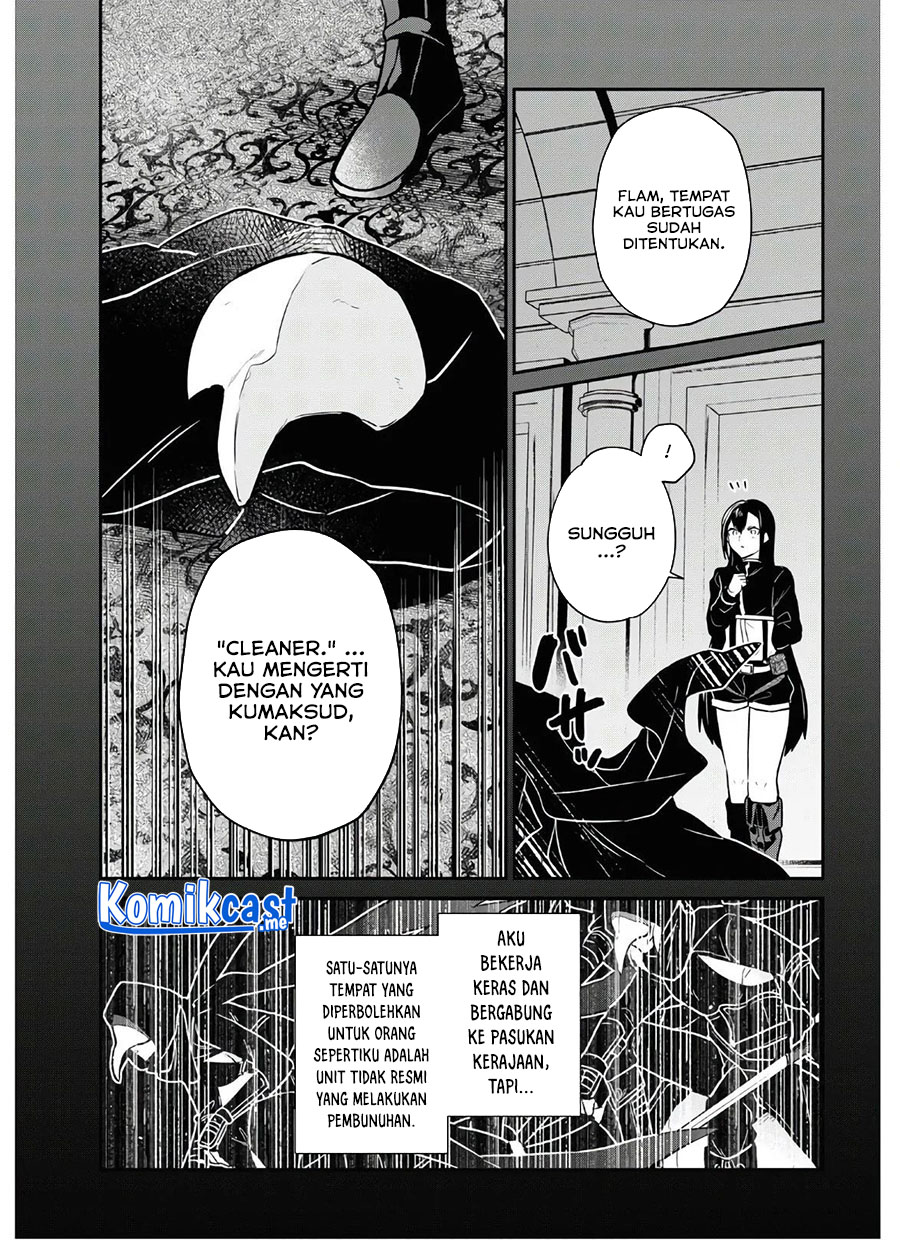 FLAM, TEMPAT
KAU BERTUGAS
SUDAH
DITENTUKAN.
!
SUNGGUH
...?
バサ
"CLEANER." ...
KAU MENGERTI
DENGAN YANG
KUMAKSUD,
KAN?
Komikcast
.me
AKU
BEKERJA
KERAS DAN
BERGABUNG
KE PASUKAN
KERAJAAN,
TAPI...
SATU-SATUNYA
TEMPAT YANG
DIPERBOLEHKAN
UNTUK ORANG
SEPERTIKU ADALAH
UNIT TIDAK RESMI
YANG MELAKUKAN
PEMBUNUHAN.